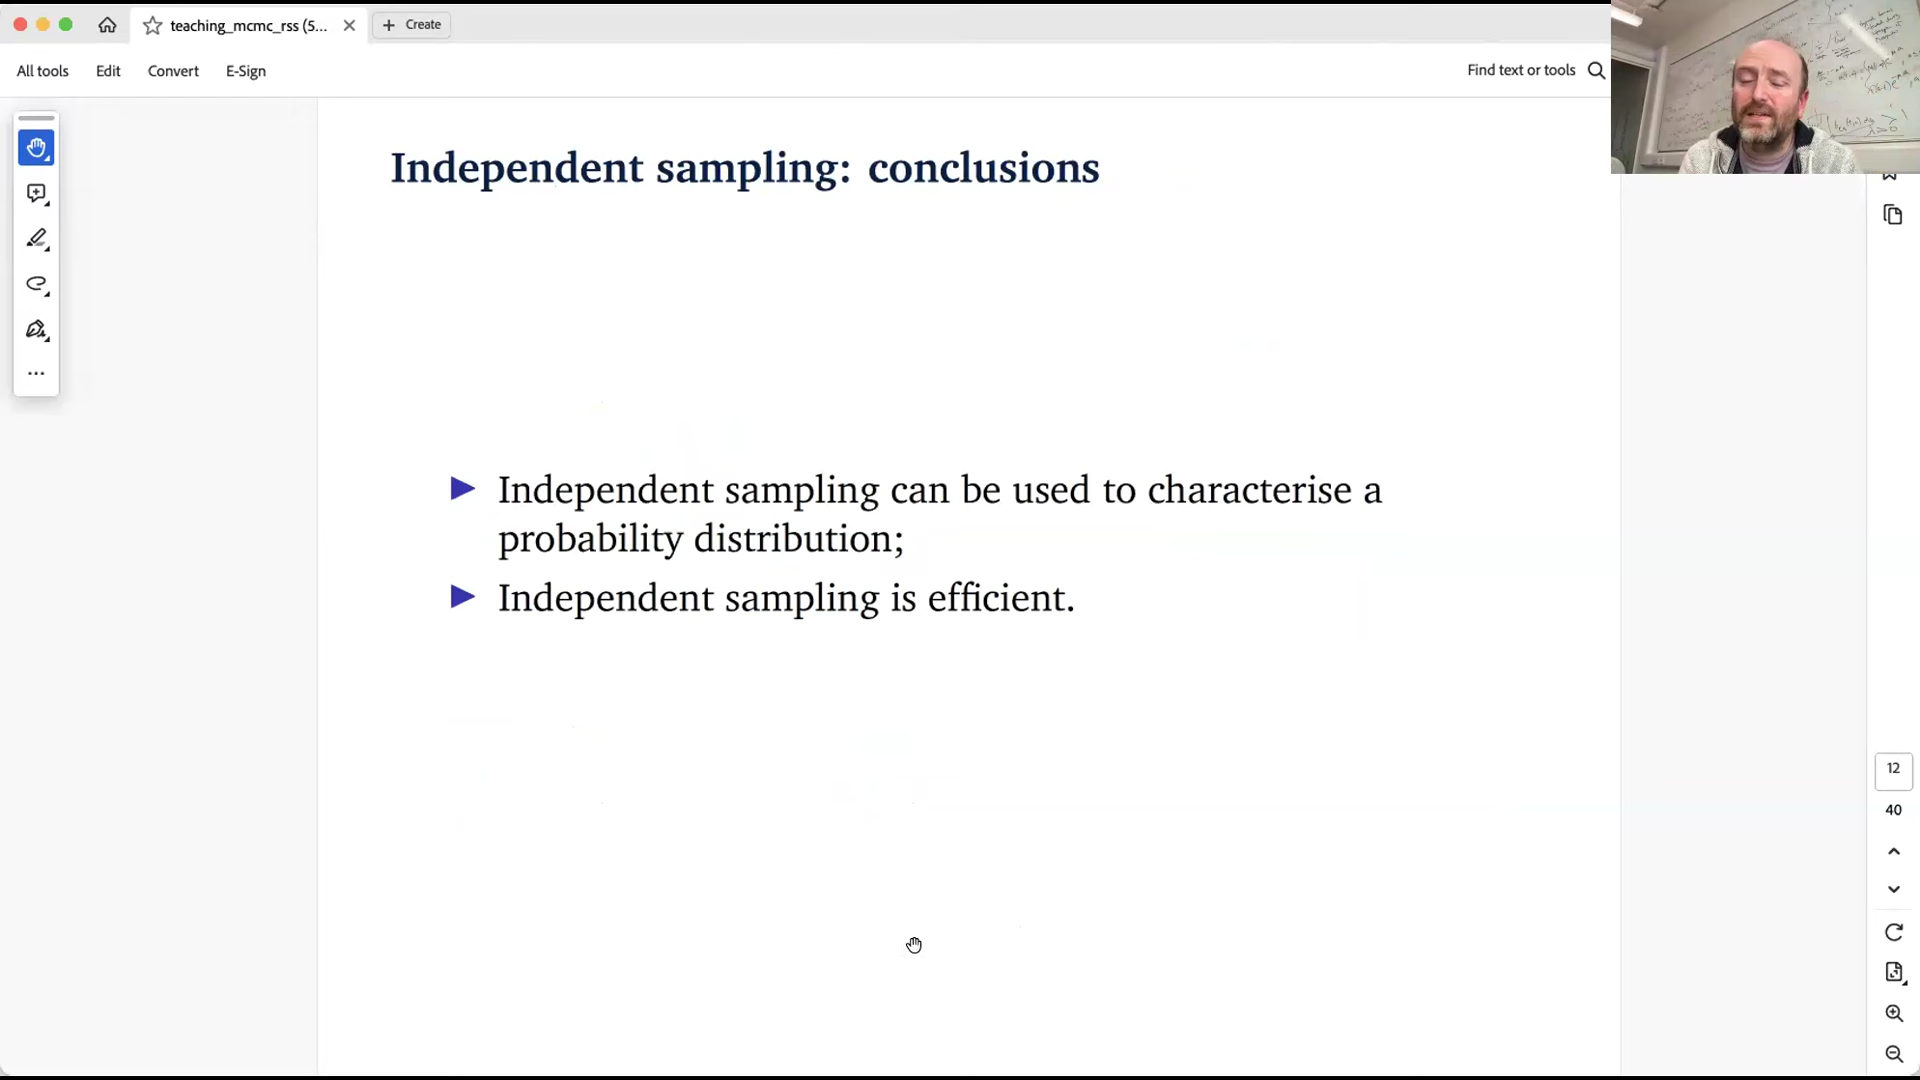 teaching_mcmc_rss (5...
Create
All tools
Edit
Convert
E-Sign
Find text or tools
Independent sampling: conclusions
Independent sampling can be used to characterise a
probability distribution;
Independent sampling is efficient.
12
40